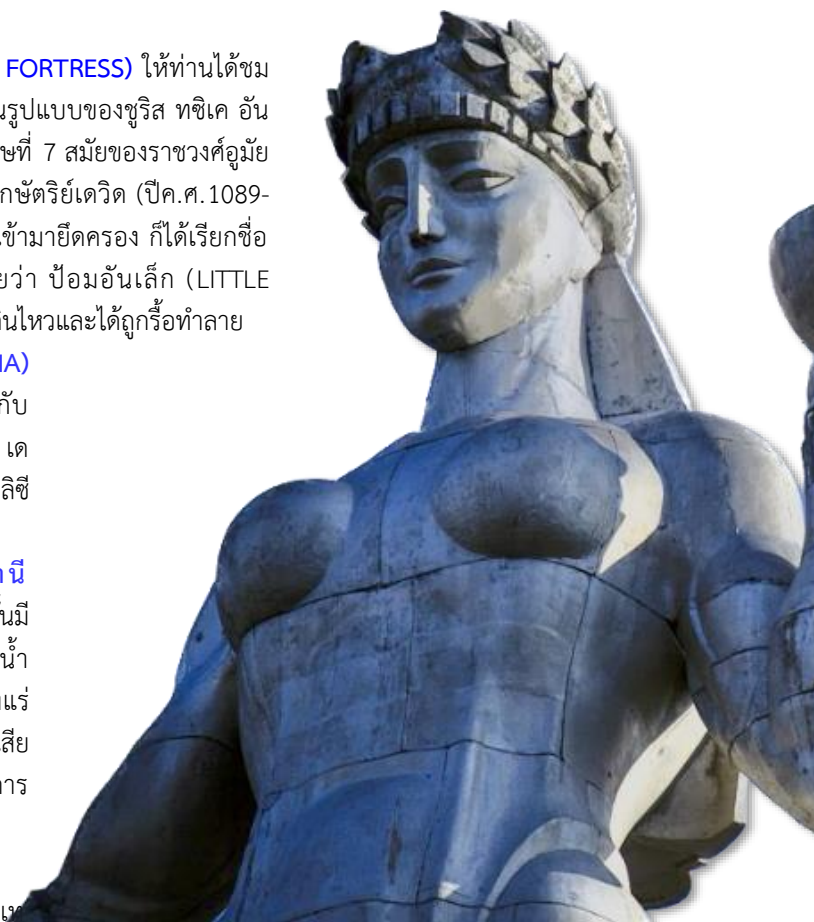 FORTRESS) ให้ท่านได้ชม
นรูปแบบของชูริส ทซิเค อัน
ษที่ 7 สมัยของราชวงศ์อูมัย
กษัตริย์เดวิด (ปีค.ศ.1089-
ข้ามายึดครอง ก็ได้เรียกชื่อ
ยว่า ป้อมอันเล็ก (LITTLE
ินไหวและได้ถูกรื้อทำลาย
IA)
กับ
เด
ลิซี
านี
ั้นมี
น้ำ
แร่
สีย
การ